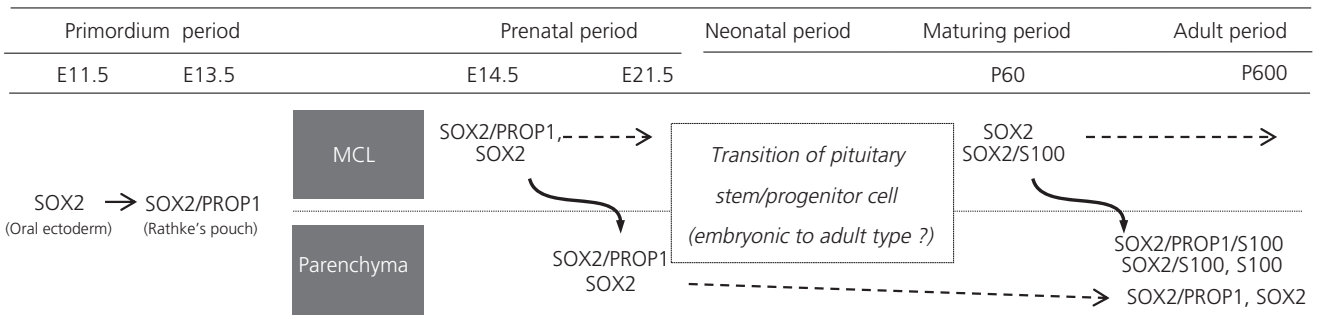 Primordium period Prenatal period Neonatal period Maturing period Adult period
E11.5 E13.5 E14.5 E21.5 P60 P600
MCL
SOX2/PROP1,
SOX2
Transition of pituitary
stem/progenitor cell
(embryonic to adult type ?)
SOX2
SOX2/S100
SOX2
(Oral ectoderm)
SOX2/PROP1
(Rathke's pouch)
Parenchyma
SOX2/PROP1
SOX2
SOX2/PROP1/S100
SOX2/S100, S100
SOX2/PROP1, SOX2